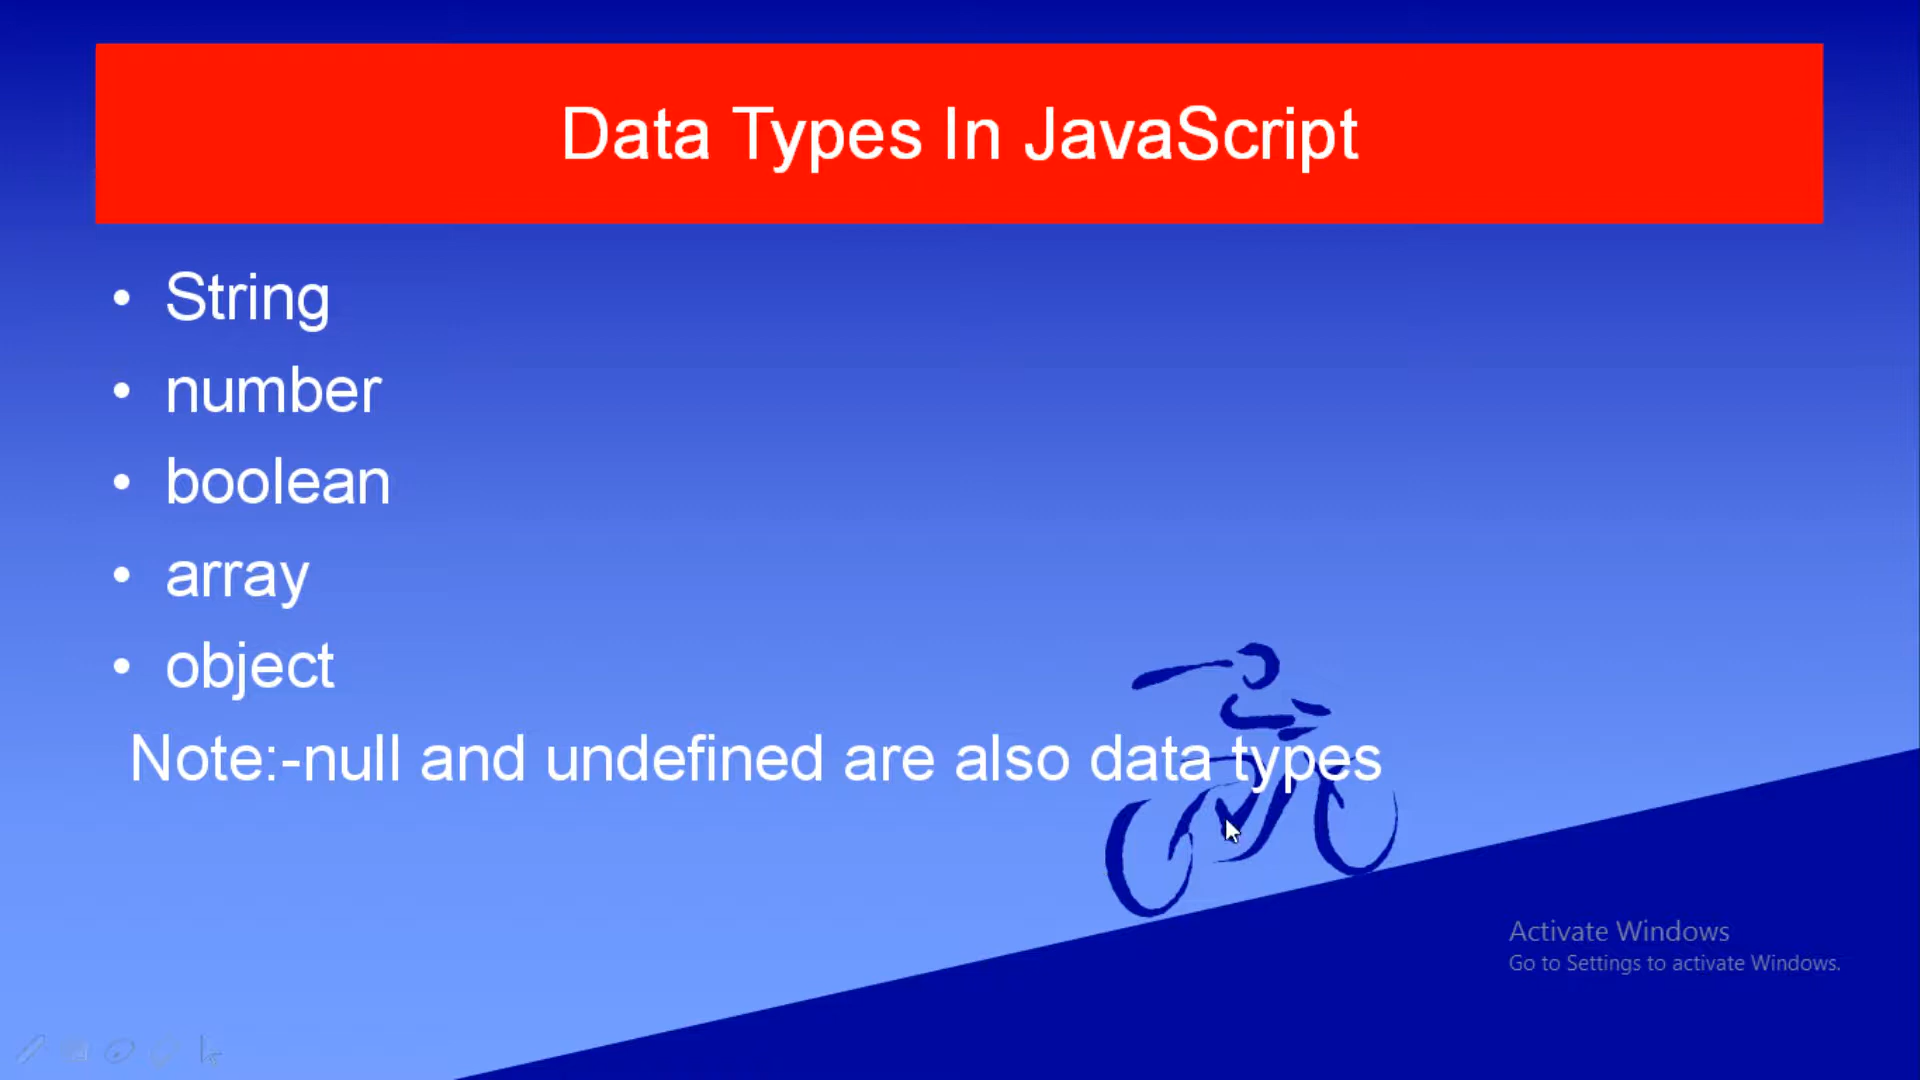 Data Types In JavaScript
• String
• number
• boolean
• array
• object
Note:-null and undefined are also data types
Activate Windows
Go to Settings to activate Windows.